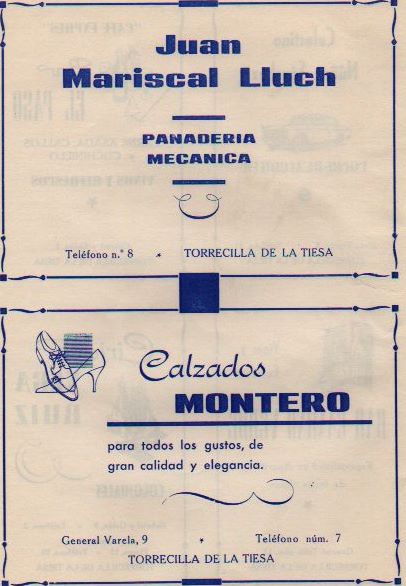 Juan
Mariscal Lluch
PANADERIA
MECANICA
Teléfono n.º 8 * TORRECILLA DE LA TIESA
Calzados
MONTERO
para todos los gustos, de
gran calidad y elegancia.
General Varela, 9 * Teléfono núm. 7
TORRECILLA DE LA TIESA